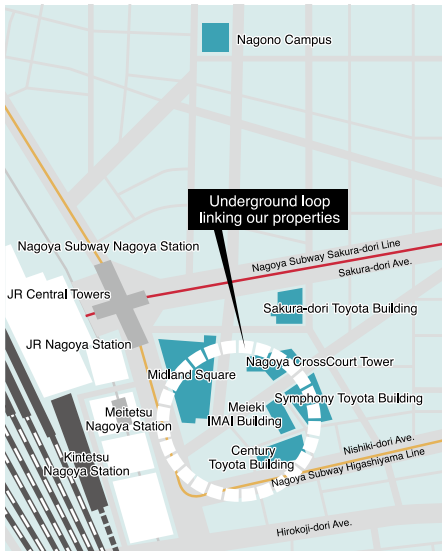 Nagono Campus
Underground loop
linking our properties
Nagoya Subway Nagoya Station
Nagoya Subway Sakura-dori Line
Sakura-dori Ave.
JR Central Towers
Sakura-dori Toyota Building
JR Nagoya Station
Nagoya CrossCourt Tower
Midland Square
Symphony Toyota Building
Meitetsu
Nagoya Station
Meieki
IMAI Building
Nishiki-dori Ave.
Century
Toyota Building
Kintetsu
Nagoya Station
Nagoya Subway Higashiyama Line
Hirokoji-dori Ave.